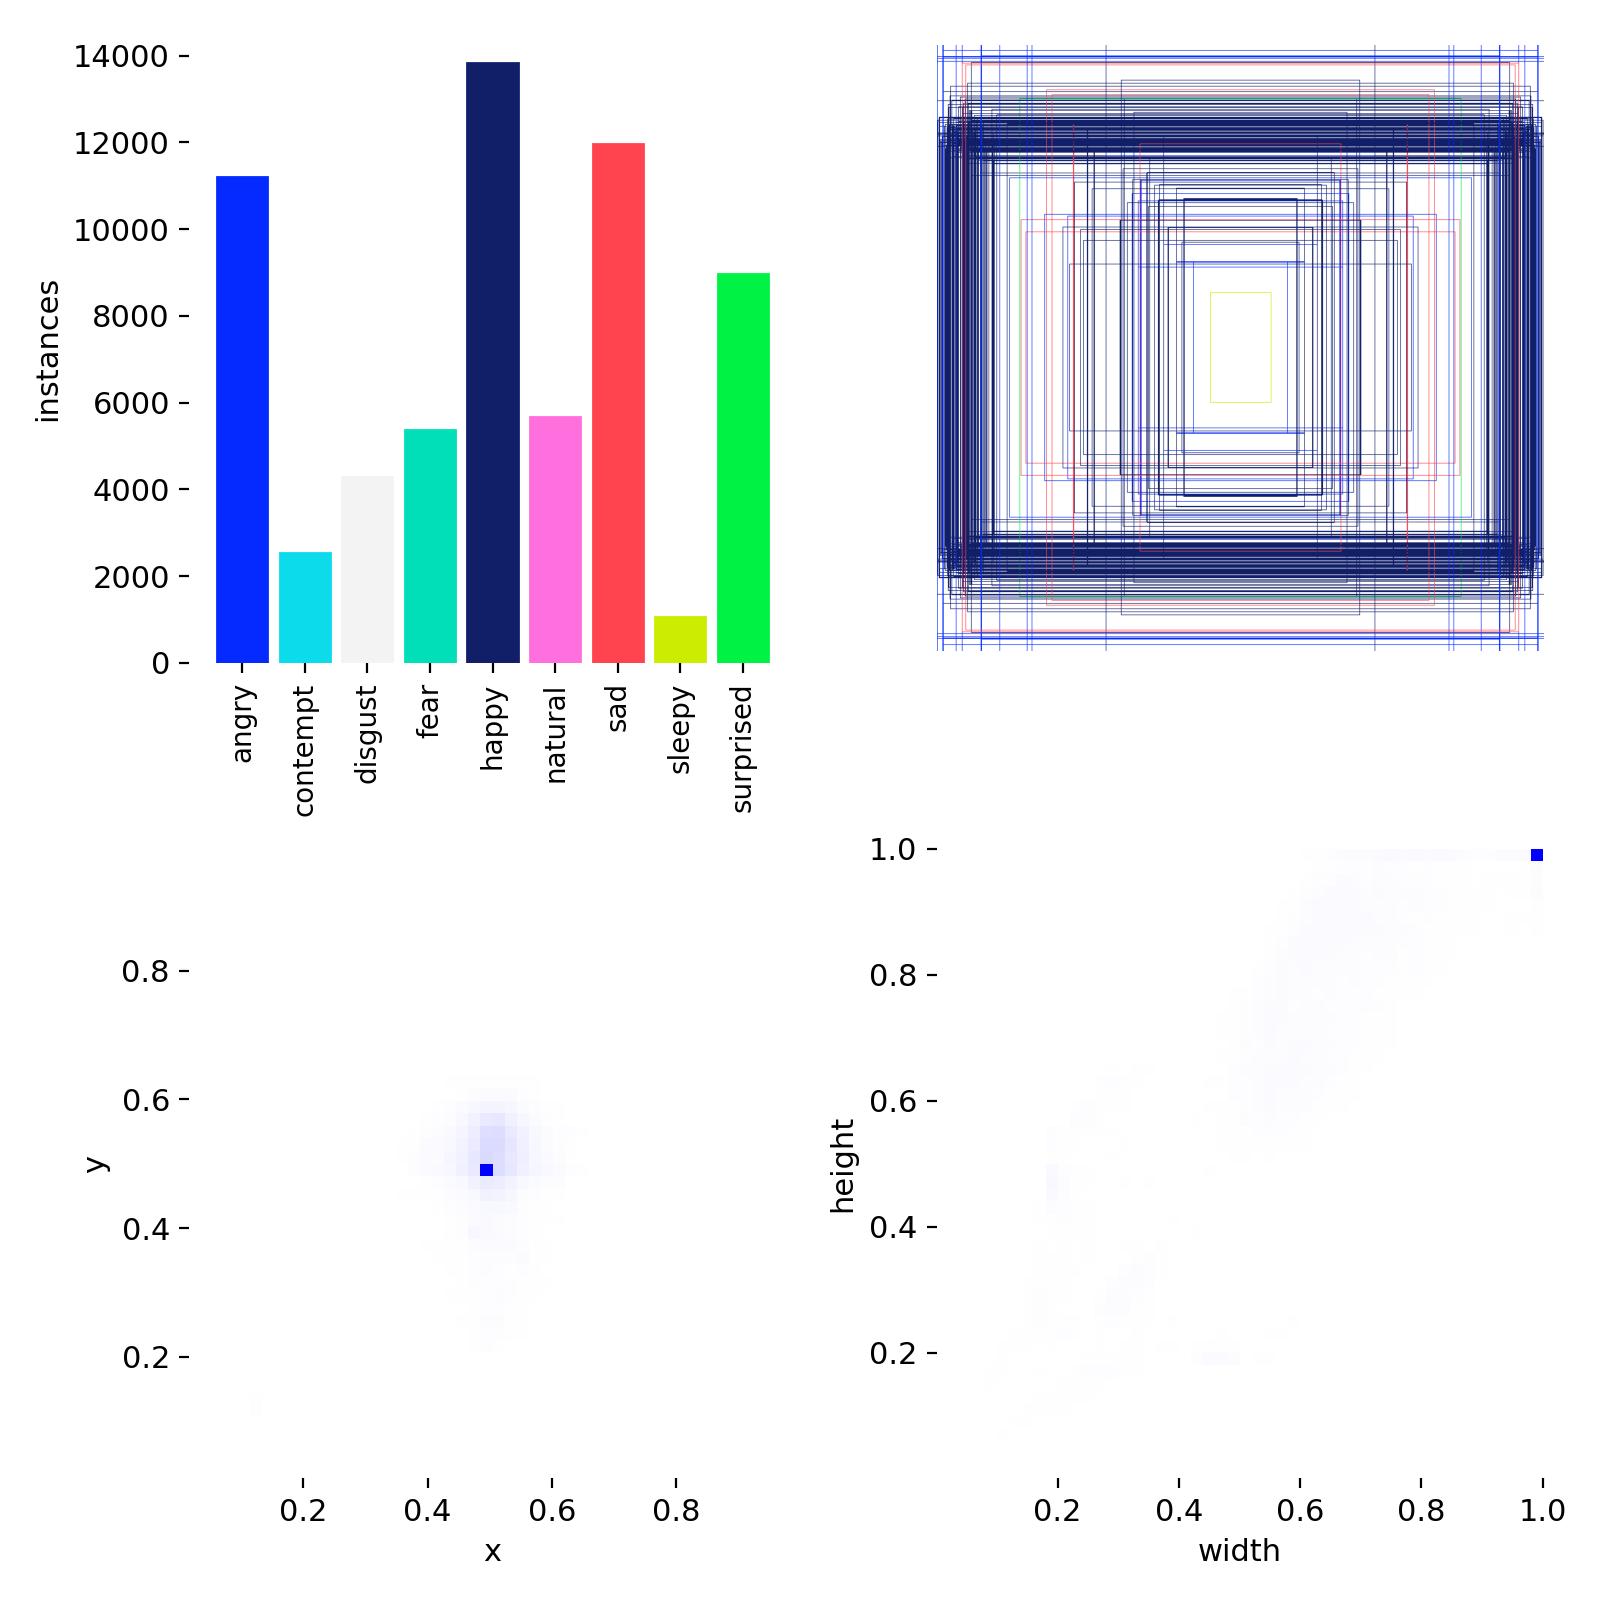 14000
12000
10000
8000
6000
4000
2000
0
instances
angry
contempt
disgust
fear
happy
natural
sad
sleepy
surprised
0.8
0.6
0.4
0.2
y
0.2 0.4 0.6 0.8
x
1.0
0.8
0.6
0.4
0.2
height
0.2 0.4 0.6 0.8 1.0
width